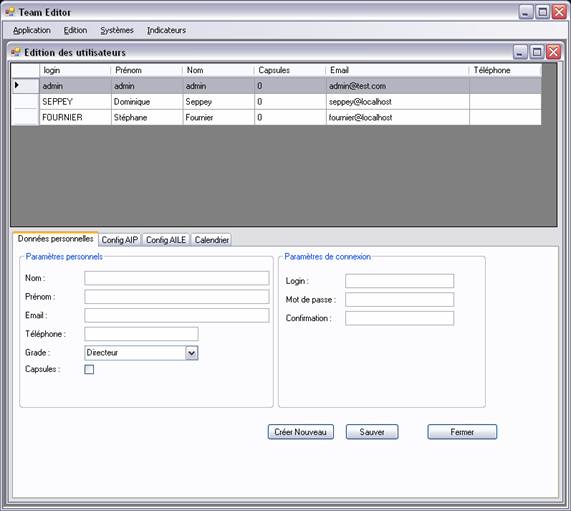 Team Editor
Application Edition Systèmes Indicateurs
Edition des utilisateurs
login Prénom Nom Capsules Email Téléphone
admin admin admin 0 admin@test.com
SEPPEY Dominique Seppey 0 seppey@localhost
FOURNIER Stéphane Fournier 0 fournier@localhost
Données personnelles Config AIP Config AILE Calendrier
Paramètres personnels Paramètres de connexion
Nom : Login :
Prénom : Mot de passe :
Email : Confirmation :
Téléphone :
Grade : Directeur
Capsules :
Créer Nouveau Sauver Fermer